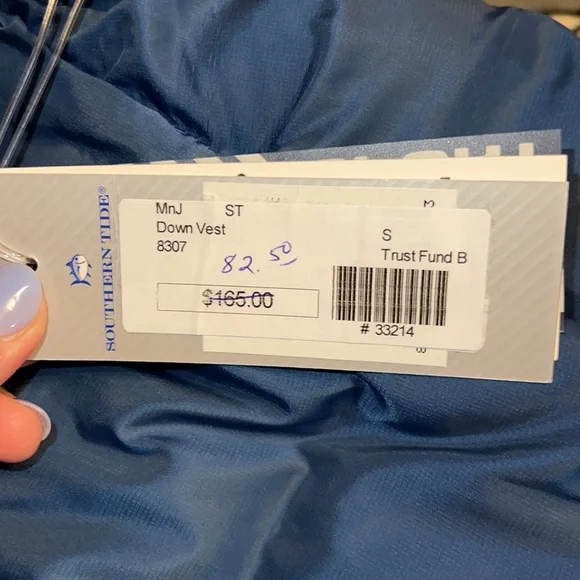 SOUTHERN TIDE®
MnJ ST
Down Vest S
8307 Trust Fund B
82.50
$165.00
# 33214